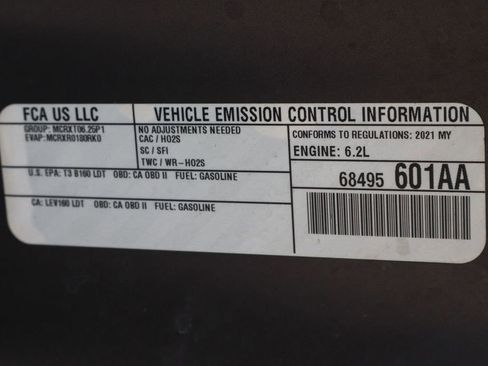 FCA US LLC
VEHICLE EMISSION CONTROL INFORMATION
GROUP: MCRXT06.25P1
EVAP: MCRXR0180RK0
NO ADJUSTMENTS NEEDED
CAC / HO2S
SC / SFI
TWC / WR-HO2S
CONFORMS TO REGULATIONS: 2021 MY
ENGINE: 6.2L
U.S. EPA: T3 B160 LDT OBD: CA OBD II FUEL: GASOLINE
CA: LEV160 LDT OBD: CA OBD II FUEL: GASOLINE
68495 601AA